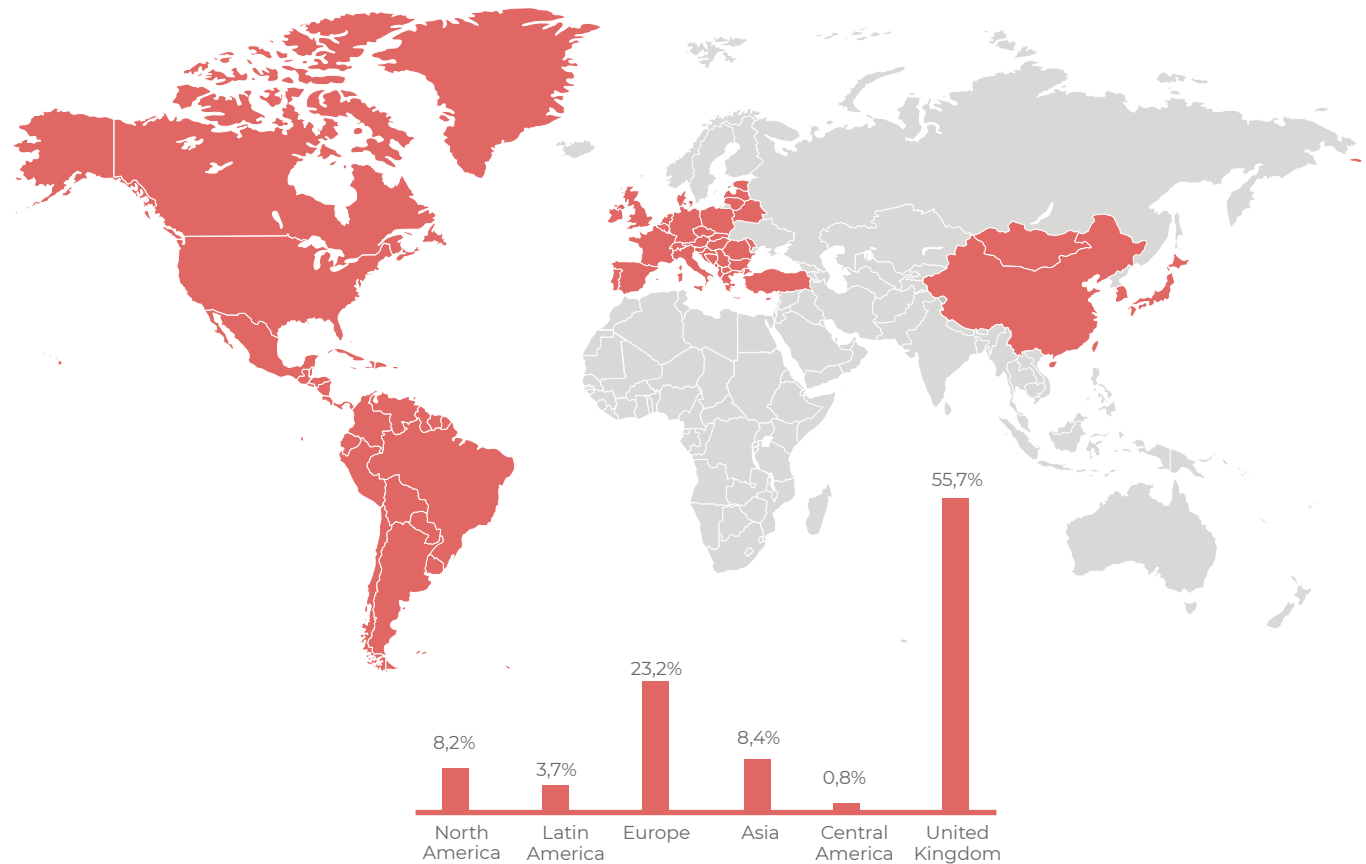 55,7%
23,2%
8,2%
8,4%
3,7%
0,8%
North
America
Latin
America
Europe
Asia
Central
America
United
Kingdom